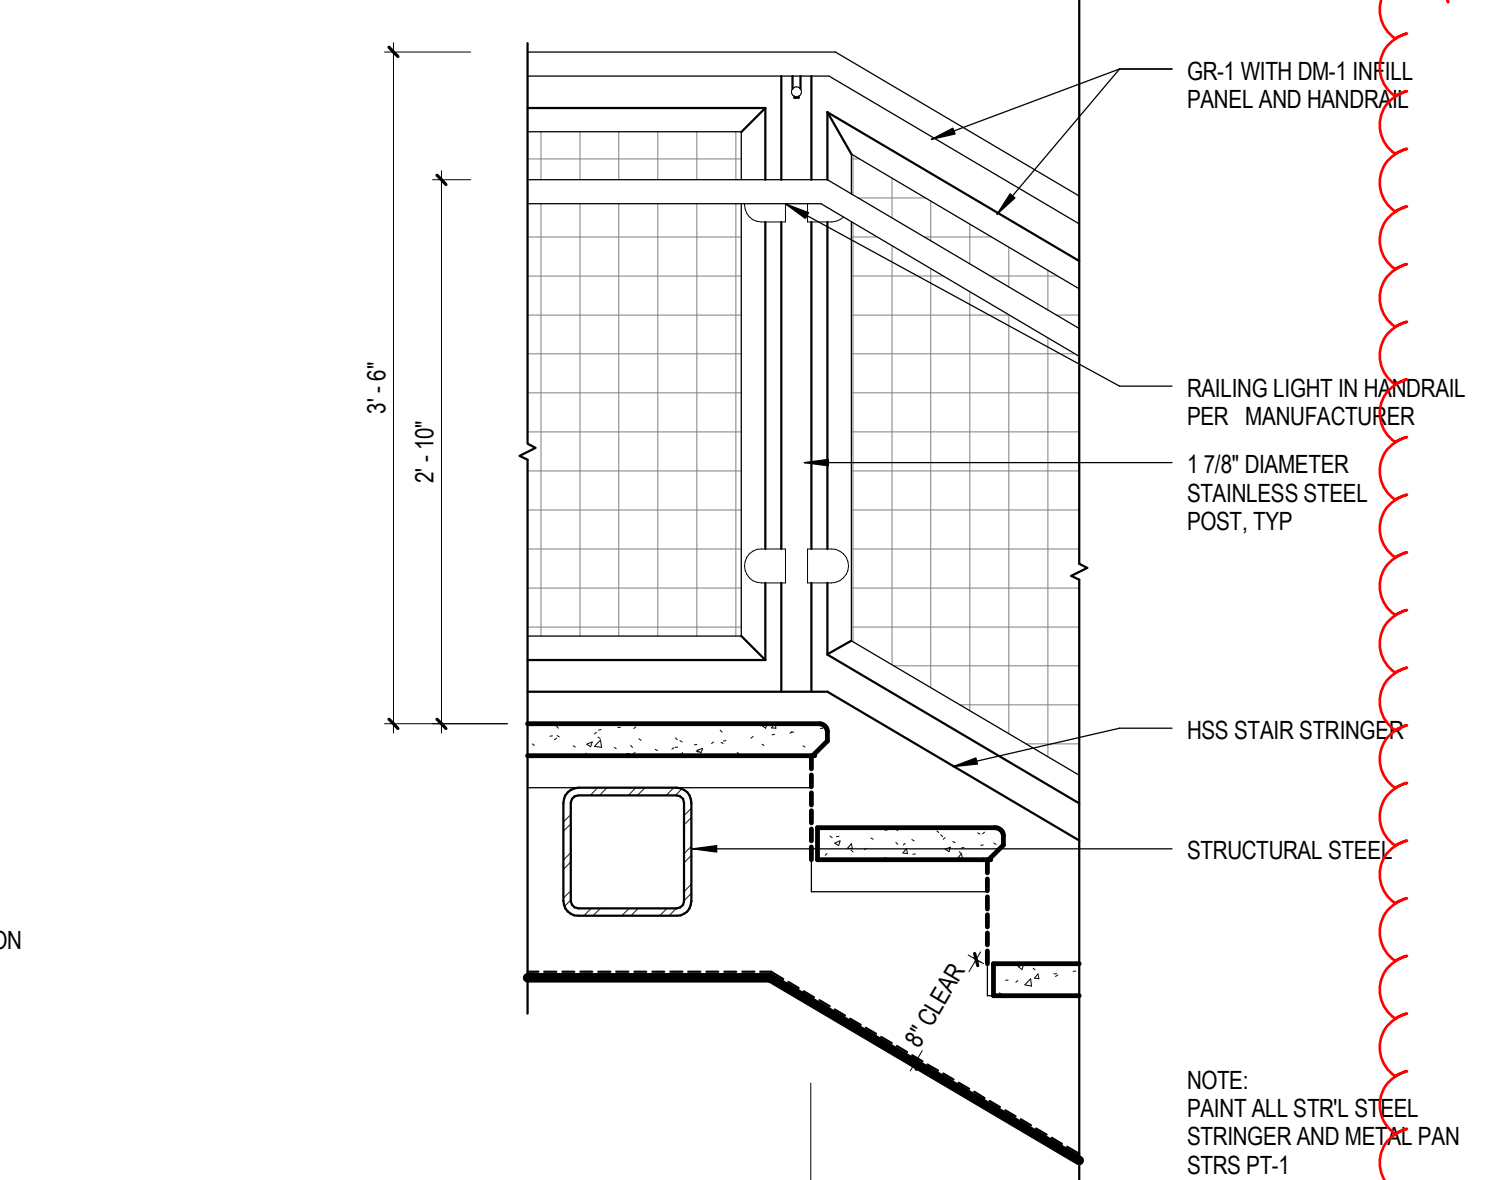 GR-1 WITH DM-1 INFILL
PANEL AND HANDRAIL
3' - 6"
2' - 10"
RAILING LIGHT IN HANDRAIL
PER MANUFACTURER
1 7/8" DIAMETER
STAINLESS STEEL
POST, TYP
HSS STAIR STRINGER
STRUCTURAL STEEL
ON
8" CLEAR
NOTE:
PAINT ALL STR'L STEEL
STRINGER AND METAL PAN
STRS PT-1